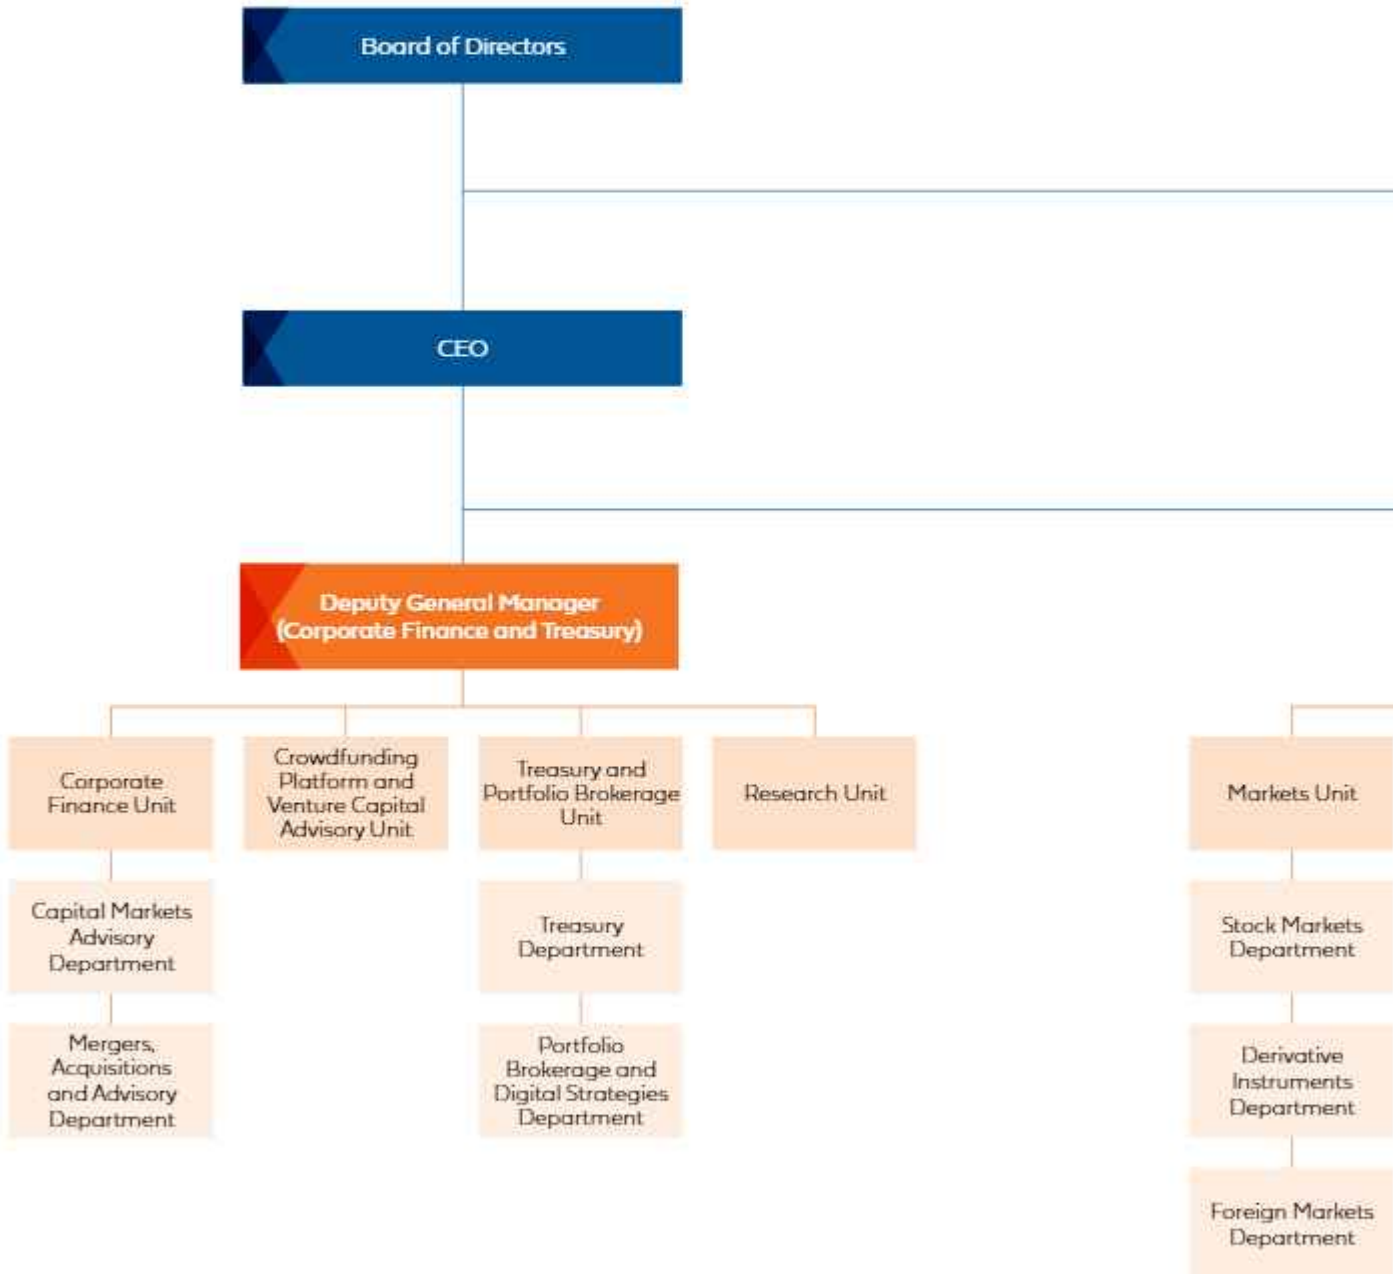 Board of Directors
CEO
Deputy General Manager
(Corporate Finance and Treasury)
Corporate
Finance Unit
Crowdfunding
Platform and
Venture Capital
Advisory Unit
Treasury and
Portfolio Brokerage
Unit
Research Unit
Markets Unit
Capital Markets
Advisory
Department
Treasury
Department
Stock Markets
Department
Mergers,
Acquisitions
and Advisory
Department
Portfolio
Brokerage and
Digital Strategies
Department
Derivative
Instruments
Department
Foreign Markets
Department